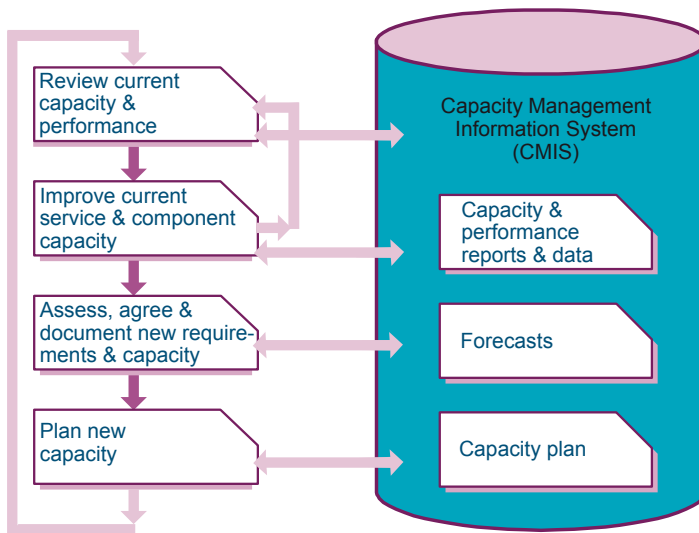 Review current
capacity &
performance
Improve current
service & component
capacity
Assess, agree &
document new require-
ments & capacity
Plan new
capacity
Capacity Management
Information System
(CMIS)
Capacity &
performance
reports & data
Forecasts
Capacity plan